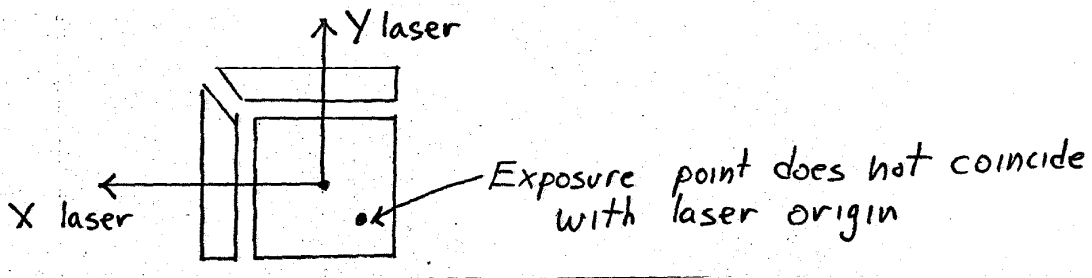 Y laser
Exposure point does not coincide
X laser
with laser origin